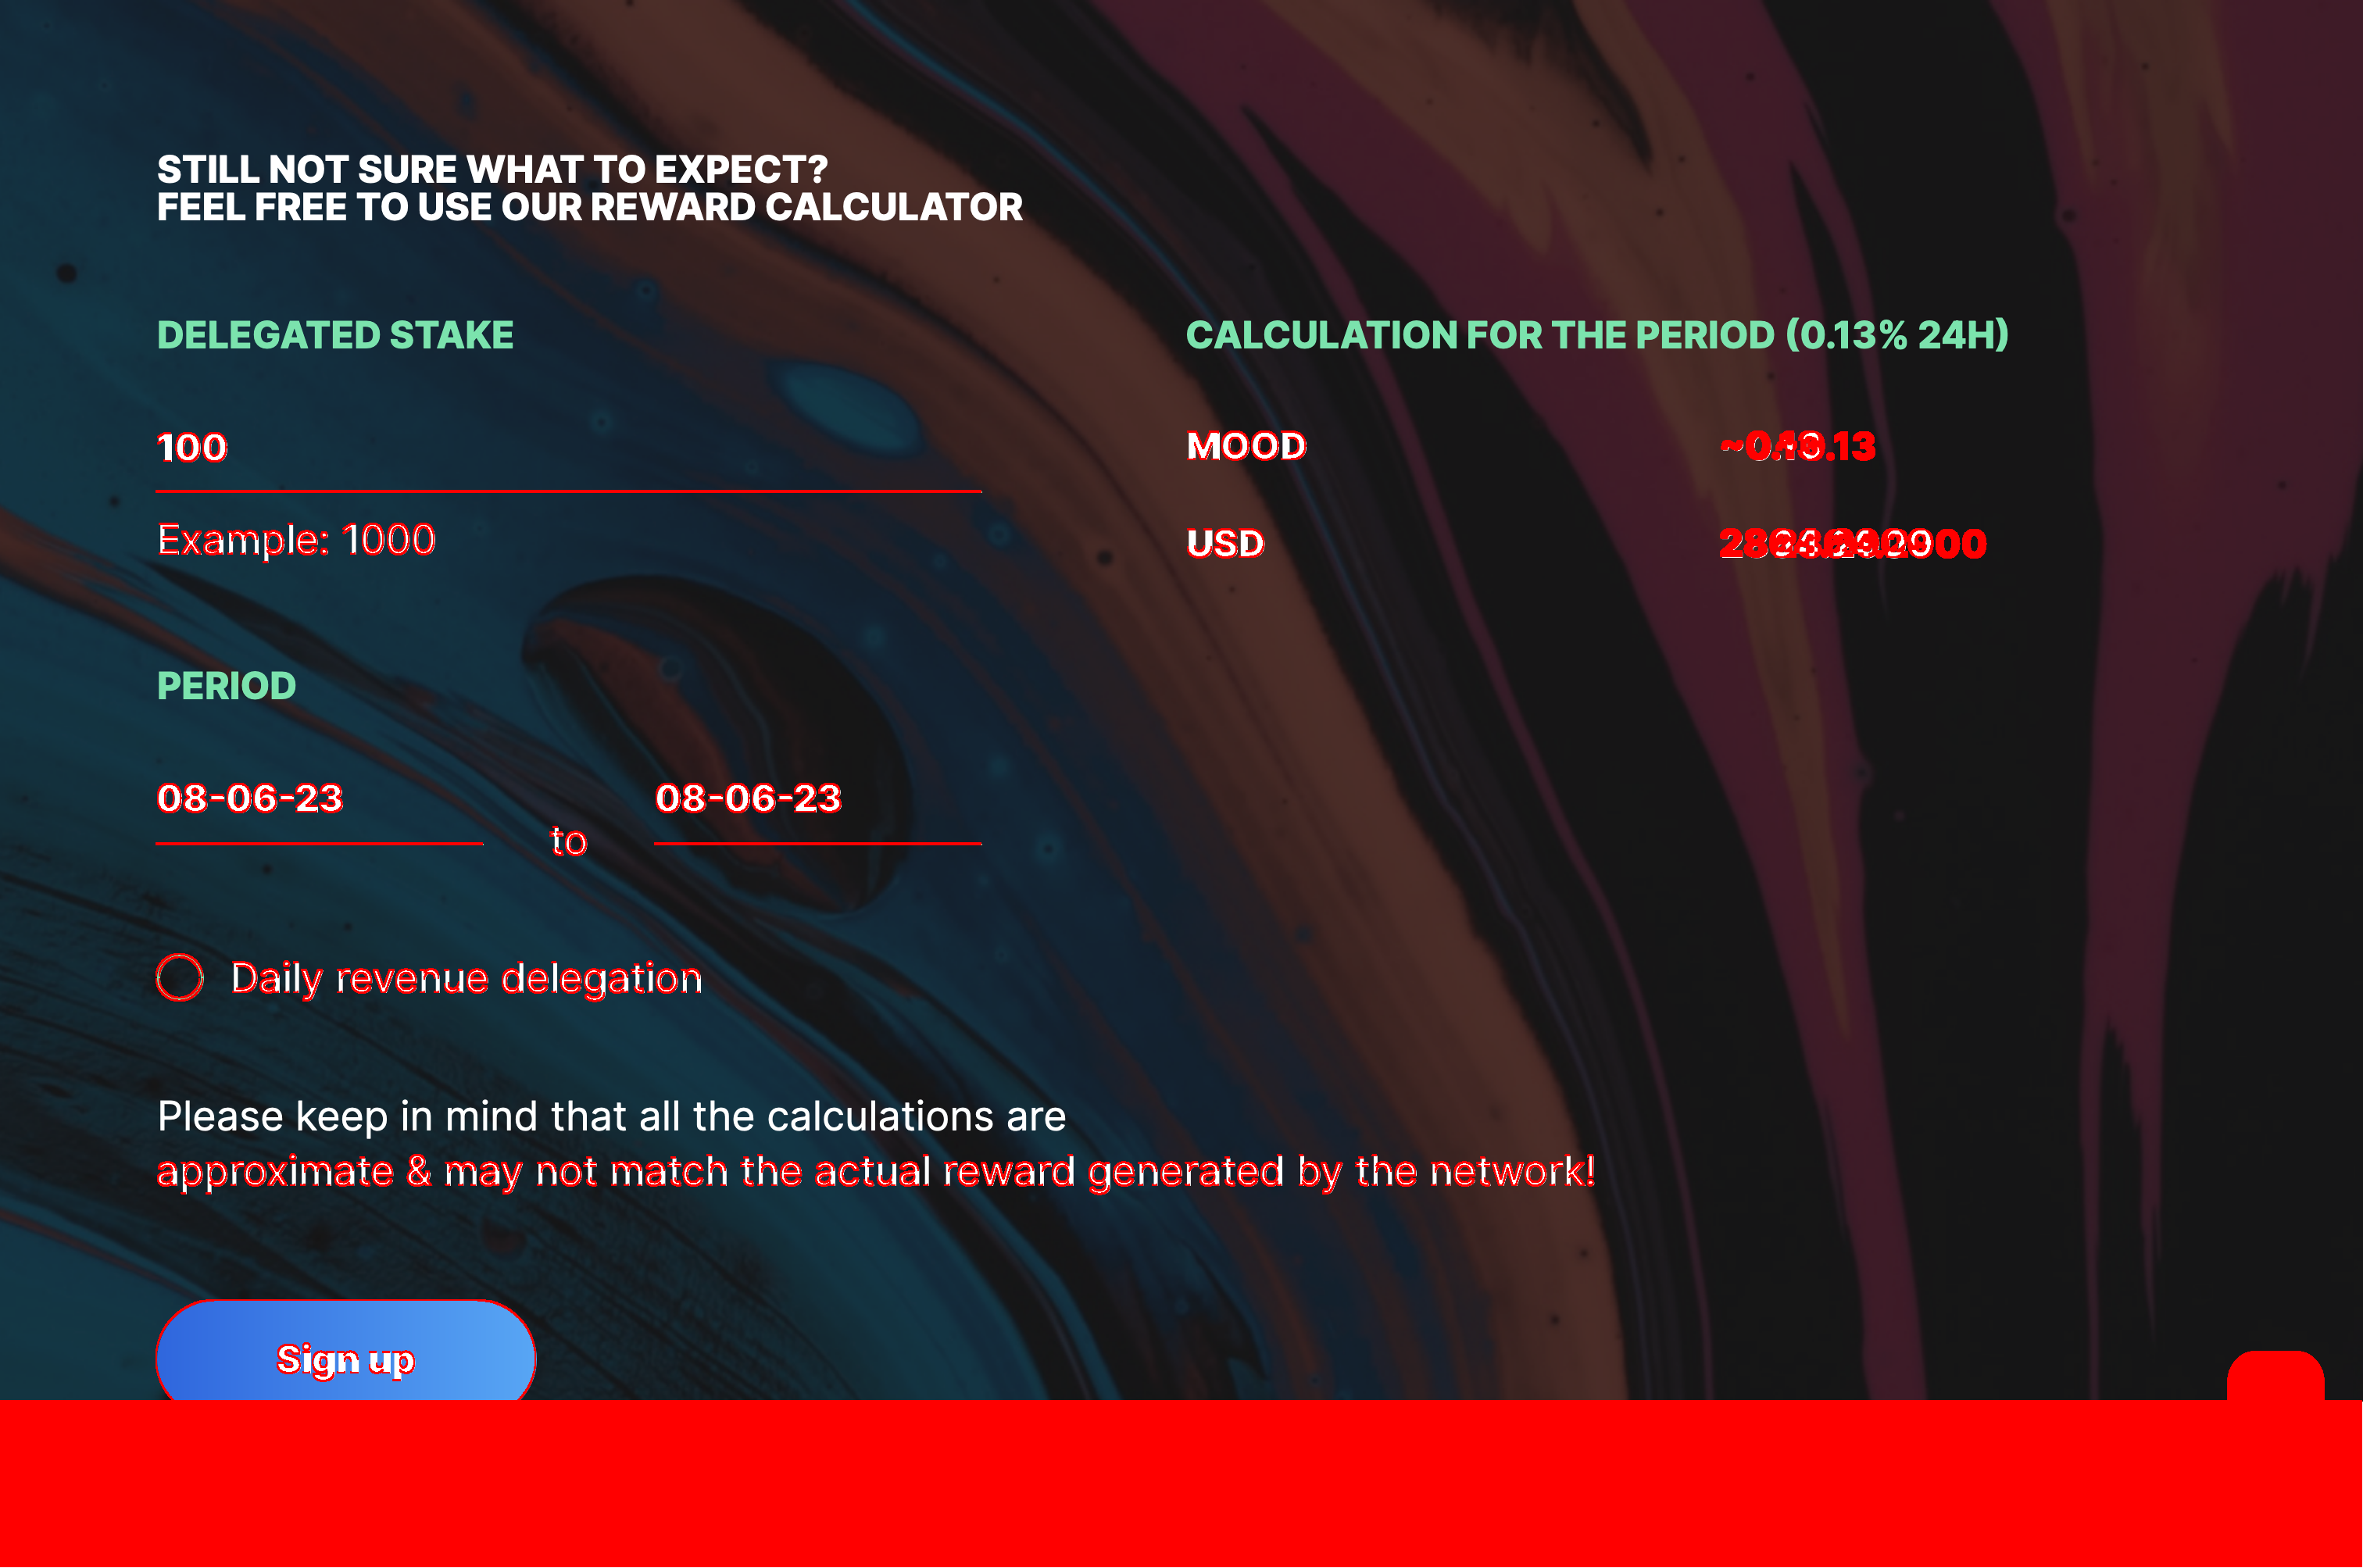 STILL NOT SURE WHAT TO EXPECT?
FEEL FREE TO USE OUR REWARD CALCULATOR
DELEGATED STAKE
100
Example: 1000
PERIOD
08-06-23
to
08-06-23
Daily revenue delegation
Please keep in mind that all the calculations are
approximate & may not match the actual reward generated by the network!
Sign up
CALCULATION FOR THE PERIOD (0.13% 24H)
MOOD
USD